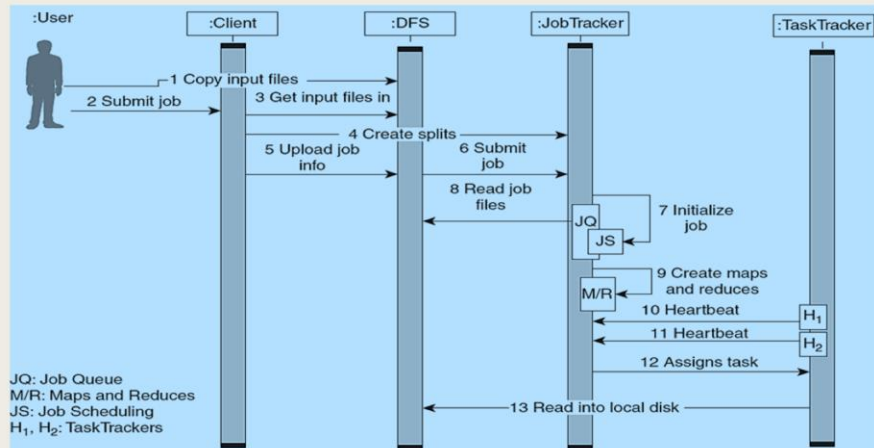 :User
:Client
:DFS
:JobTracker
:TaskTracker
1 Copy input files
2 Submit job
3 Get input files in
4 Create splits
5 Upload job
info
6 Submit
job
7 Initialize
job
8 Read job
files
JQ
JS
9 Create maps
and reduces
M/R
10 Heartbeat
H1
11 Heartbeat
H2
12 Assigns task
13 Read into local disk
JQ: Job Queue
M/R: Maps and Reduces
JS: Job Scheduling
H1, H2: TaskTrackers